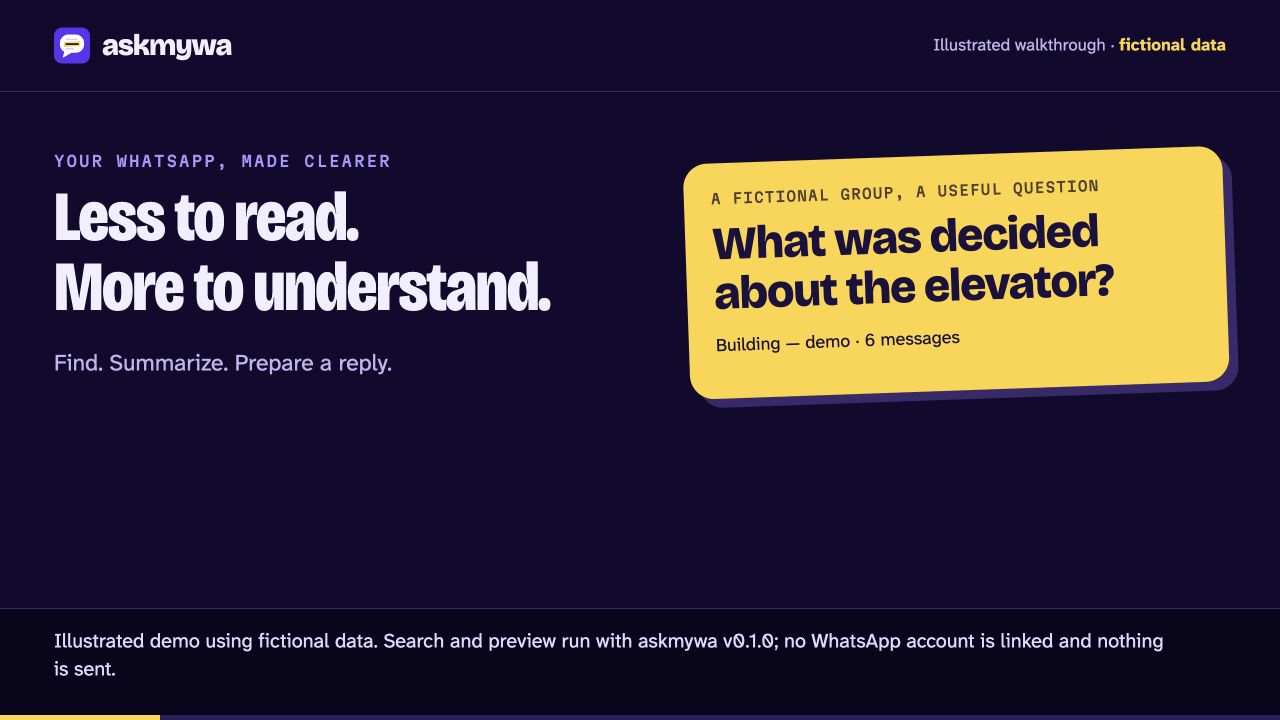 askmywa
Illustrated walkthrough · fictional data
YOUR WHATSAPP, MADE CLEARER
Less to read.
More to understand.
Find. Summarize. Prepare a reply.
A FICTIONAL GROUP, A USEFUL QUESTION
What was decided
about the elevator?
Building — demo · 6 messages
Illustrated demo using fictional data. Search and preview run with askmywa v0.1.0; no WhatsApp account is linked and nothing
is sent.